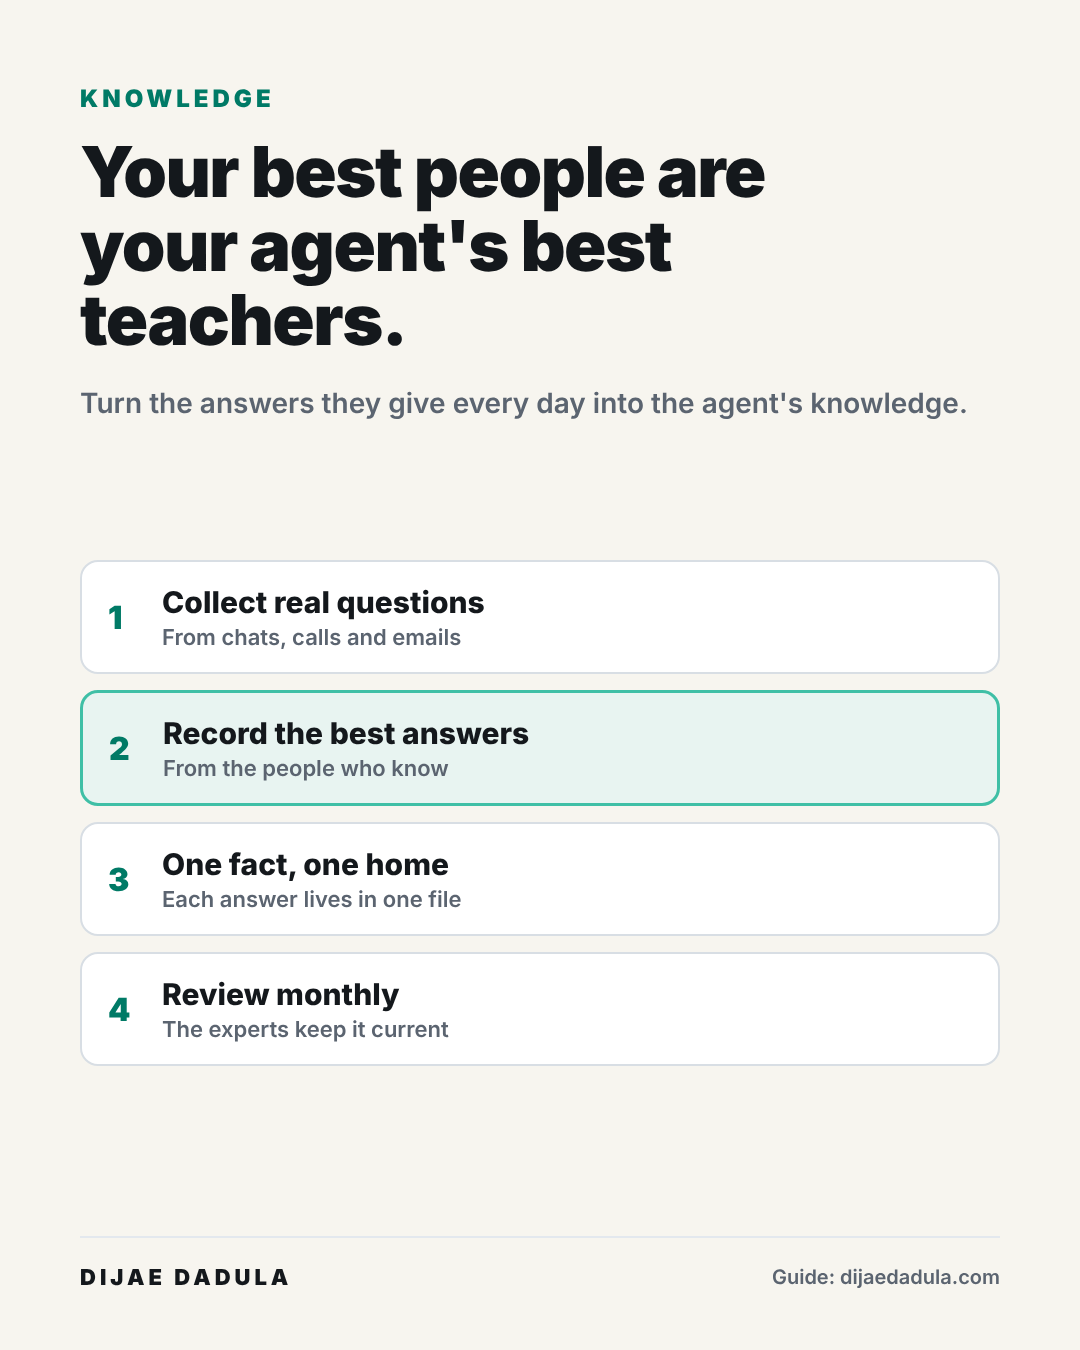 KNOWLEDGE
Your best people are
your agent's best
teachers.
Turn the answers they give every day into the agent's knowledge.
1
Collect real questions
From chats, calls and emails
2
Record the best answers
From the people who know
3
One fact, one home
Each answer lives in one file
4
Review monthly
The experts keep it current
DIJAE DADULA
Guide: dijaedadula.com